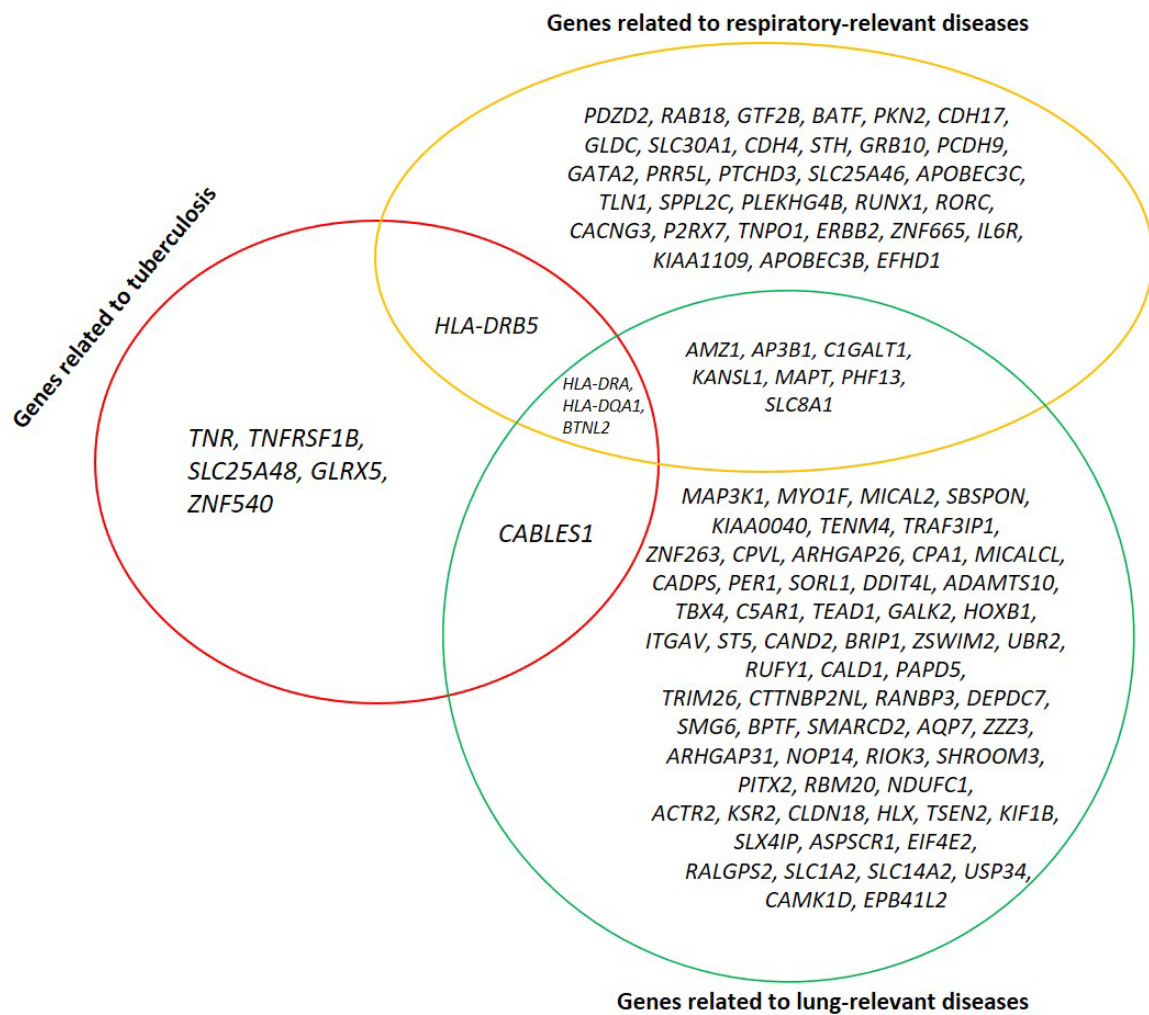 Genes related to respiratory-relevant diseases
PDZD2, RAB18, GTF2B, BATF, PKN2, CDH17,
GLDC, SLC30A1, CDH4, STH, GRB10, PCDH9,
GATA2, PRR5L, PTCHD3, SLC25A46, APOBEC3C,
TLN1, SPPL2C, PLEKHG4B, RUNX1, RORC,
CACNG3, P2RX7, TNPO1, ERBB2, ZNF665, IL6R,
KIAA1109, APOBEC3B, EFHD1
Genes related to tuberculosis
HLA-DRB5
AMZ1, AP3B1, C1GALT1,
KANSL1, MAPT, PHF13,
SLC8A1
HLA-DRA,
HLA-DQA1,
BTNL2
TNR, TNFRSF1B,
SLC25A48, GLRX5,
ZNF540
CABLES1
MAP3K1, MYO1F, MICAL2, SBSPON,
KIAA0040, TENM4, TRAF3IP1,
ZNF263, CPVL, ARHGAP26, CPA1, MICALCL,
CADPS, PER1, SORL1, DDIT4L, ADAMTS10,
TBX4, C5AR1, TEAD1, GALK2, HOXB1,
ITGAV, ST5, CAND2, BRIP1, ZSWIM2, UBR2,
RUFY1, CALD1, PAPD5,
TRIM26, CTTNBP2NL, RANBP3, DEPDC7,
SMG6, BPTF, SMARCD2, AQP7, ZZZ3,
ARHGAP31, NOP14, RIOK3, SHROOM3,
PITX2, RBM20, NDUFC1,
ACTR2, KSR2, CLDN18, HLX, TSEN2, KIF1B,
SLX4IP, ASPSCR1, EIF4E2,
RALGPS2, SLC1A2, SLC14A2, USP34,
CAMK1D, EPB41L2
Genes related to lung-relevant diseases